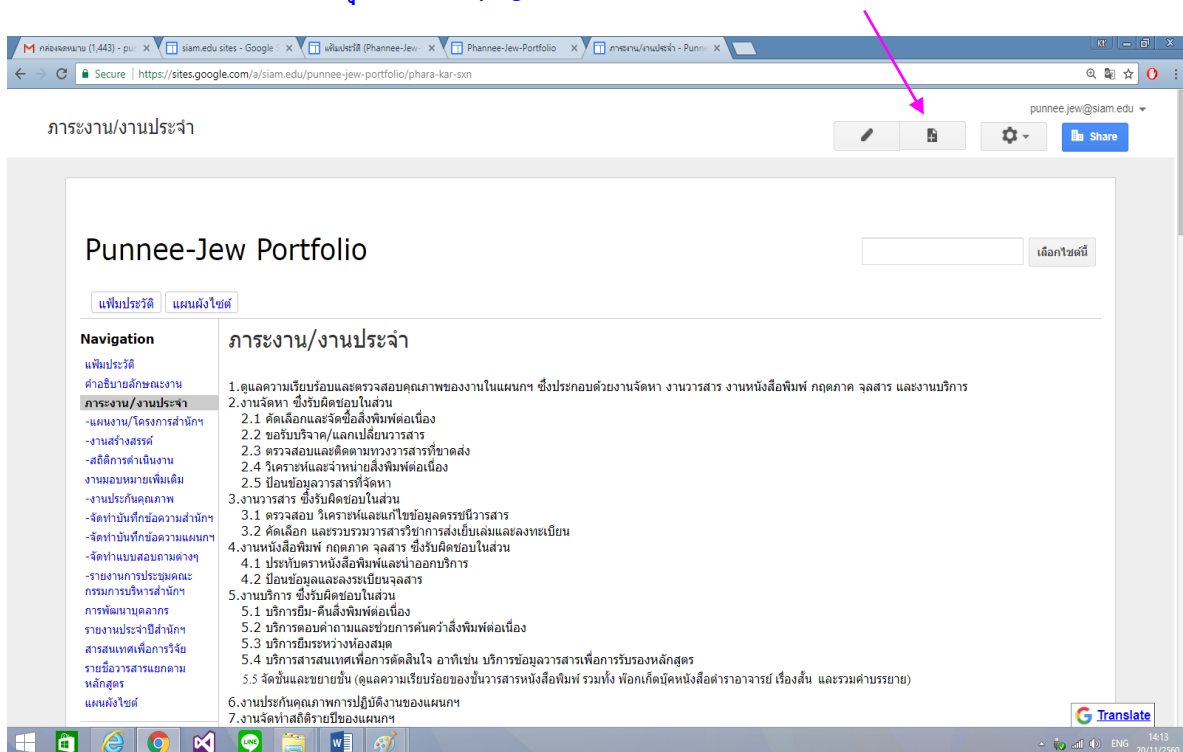 กล่องจดหมาย (1,443) - pun
siam.edu sites - Google S
แฟ้มประวัติ (Phannee-Jew-
Phannee-Jew-Portfolio
ภาระงาน/งานประจำ - Punne
Secure https://sites.google.com/a/siam.edu/punnee-jew-portfolio/phara-kar-sxn
punnee.jew@siam.edu
ภาระงาน/งานประจำ
Share
Punnee-Jew Portfolio
เลือกไซต์นี้
แฟ้มประวัติ แผนผังไซต์
Navigation
แฟ้มประวัติ
คำอธิบายลักษณะงาน
ภาระงาน/งานประจำ
-แผนงาน/โครงการสำนักฯ
-งานสร้างสรรค์
-สถิติการดำเนินงาน
งานมอบหมายเพิ่มเติม
-งานประกันคุณภาพ
-จัดทำบันทึกข้อความสำนักฯ
-จัดทำบันทึกข้อความแผนกฯ
-จัดทำแบบสอบถามต่างๆ
-รายงานการประชุมคณะ
กรรมการบริหารสำนักฯ
การพัฒนาบุคลากร
รายงานประจำปีสำนักฯ
สารสนเทศเพื่อการวิจัย
รายชื่อวารสารแยกตาม
หลักสูตร
แผนผังไซต์
ภาระงาน/งานประจำ
1.ดูแลความเรียบร้อยและตรวจสอบคุณภาพของงานในแผนกฯ ซึ่งประกอบด้วยงานจัดหา งานวารสาร งานหนังสือพิมพ์ กฤตภาค จุลสาร และงานบริการ
2.งานจัดหา ซึ่งรับผิดชอบในส่วน
2.1 คัดเลือกและจัดซื้อสิ่งพิมพ์ต่อเนื่อง
2.2 ขอรับบริจาค/แลกเปลี่ยนวารสาร
2.3 ตรวจสอบและติดตามทวงวารสารที่ขาดส่ง
2.4 วิเคราะห์และจำหน่ายสิ่งพิมพ์ต่อเนื่อง
2.5 ป้อนข้อมูลวารสารที่จัดหา
3.งานวารสาร ซึ่งรับผิดชอบในส่วน
3.1 ตรวจสอบ วิเคราะห์และแก้ไขข้อมูลดรรชนีวารสาร
3.2 คัดเลือก และรวบรวมวารสารวิชาการส่งเย็บเล่มและลงทะเบียน
4.งานหนังสือพิมพ์ กฤตภาค จุลสาร ซึ่งรับผิดชอบในส่วน
4.1 ประทับตราหนังสือพิมพ์และนำออกบริการ
4.2 ป้อนข้อมูลและลงระเบียนจุลสาร
5.งานบริการ ซึ่งรับผิดชอบในส่วน
5.1 บริการยืม-คืนสิ่งพิมพ์ต่อเนื่อง
5.2 บริการตอบคำถามและช่วยการค้นคว้าสิ่งพิมพ์ต่อเนื่อง
5.3 บริการยืมระหว่างห้องสมุด
5.4 บริการสารสนเทศเพื่อการตัดสินใจ อาทิเช่น บริการข้อมูลวารสารเพื่อการรับรองหลักสูตร
5.5 จัดชั้นและขยายชั้น (ดูแลความเรียบร้อยของชั้นวารสารหนังสือพิมพ์ รวมทั้ง พ๊อกเก็ตบุ๊คหนังสือตำราอาจารย์ เรื่องสั้น และรวมคำบรรยาย)
6.งานประกันคุณภาพการปฏิบัติงานของแผนกฯ
7.งานจัดทำสถิติรายปีของแผนกฯ
Translate
ENG
14:13
20/11/2560